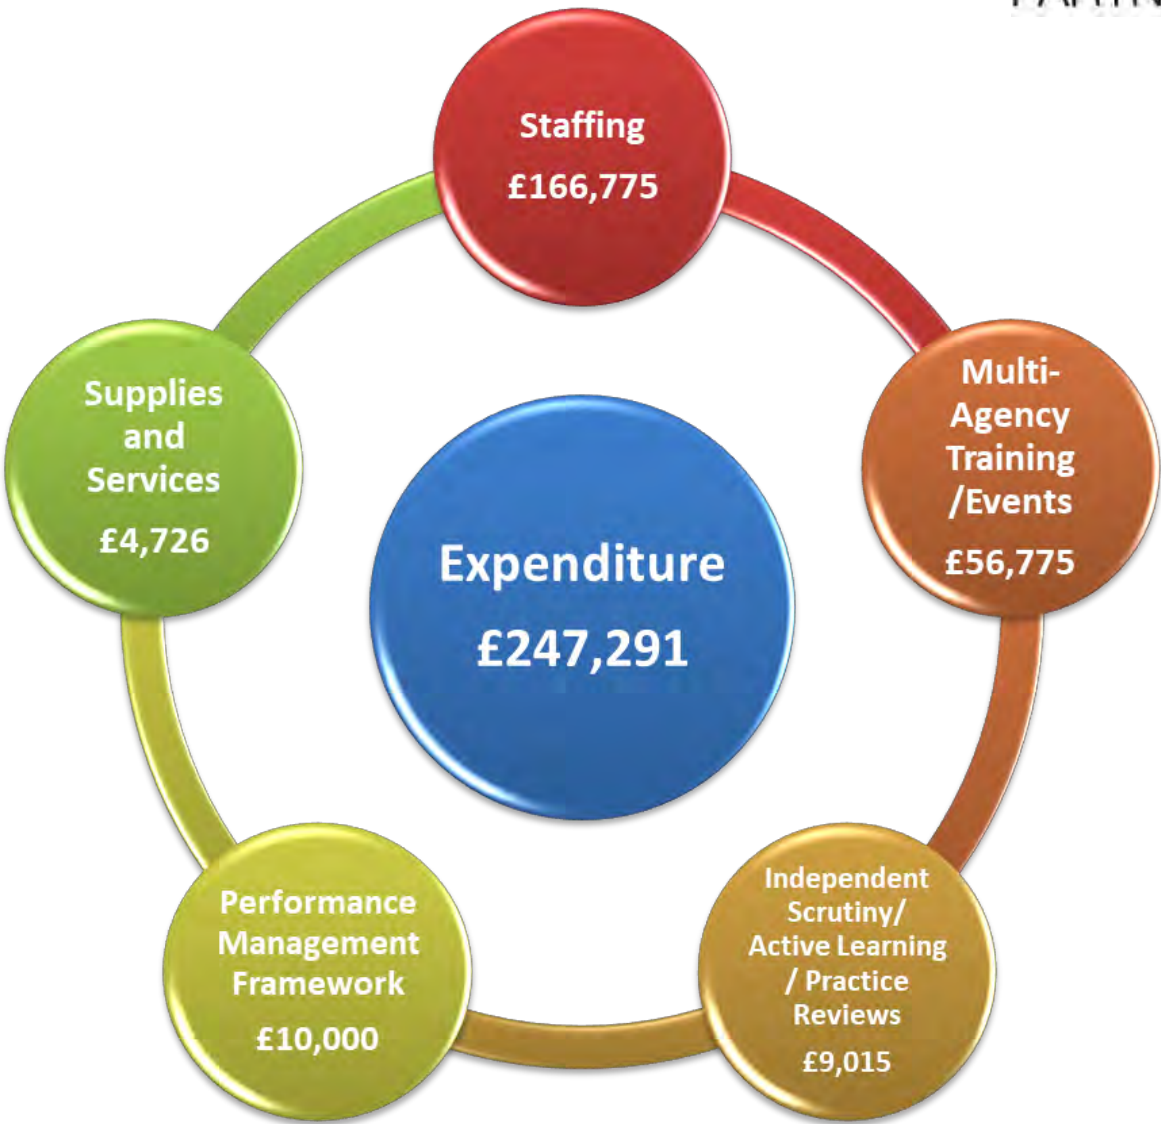 Staffing
£166,775
Multi-
Agency
Training
/Events
£56,775
Independent
Scrutiny/
Active Learning
/ Practice
Reviews
£9,015
Performance
Management
Framework
£10,000
Supplies
and
Services
£4,726
Expenditure
£247,291